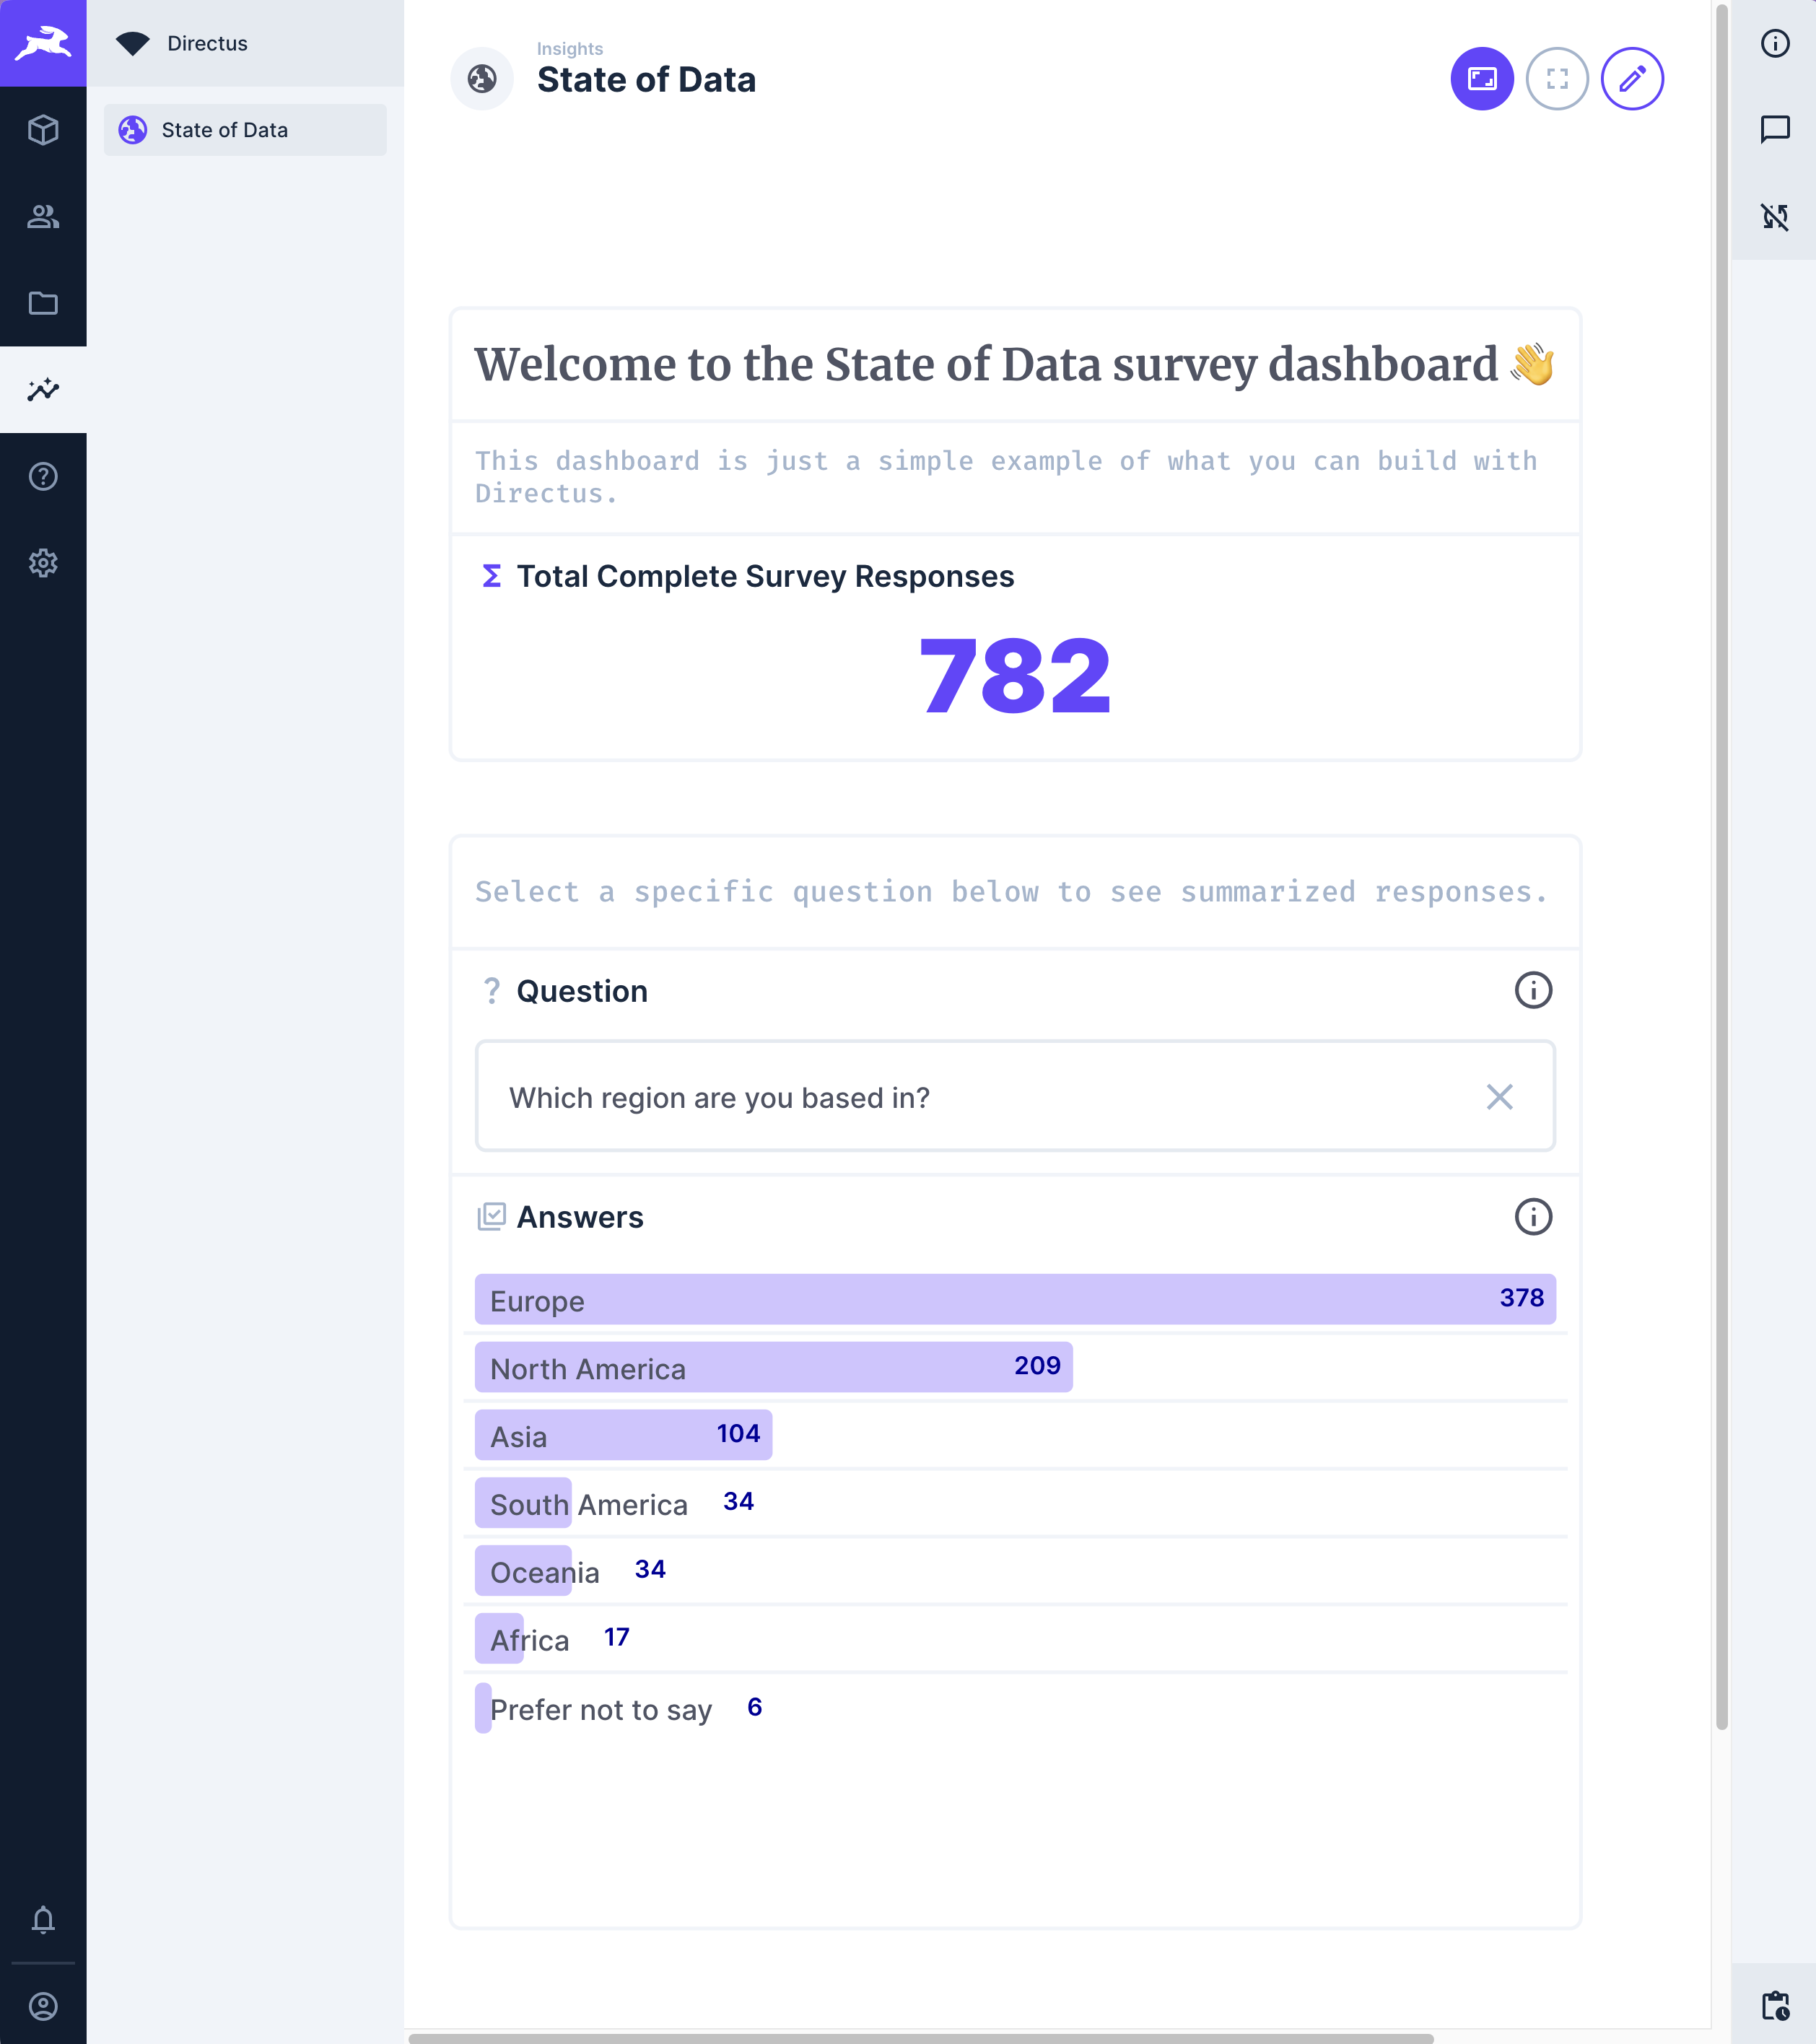 Directus
State of Data
Insights
State of Data
Welcome to the State of Data survey dashboard 👋
This dashboard is just a simple example of what you can build with
Directus.
Total Complete Survey Responses
782
Select a specific question below to see summarized responses.
? Question
Which region are you based in?
Answers
Europe 378
North America 209
Asia 104
South America 34
Oceania 34
Africa 17
Prefer not to say 6